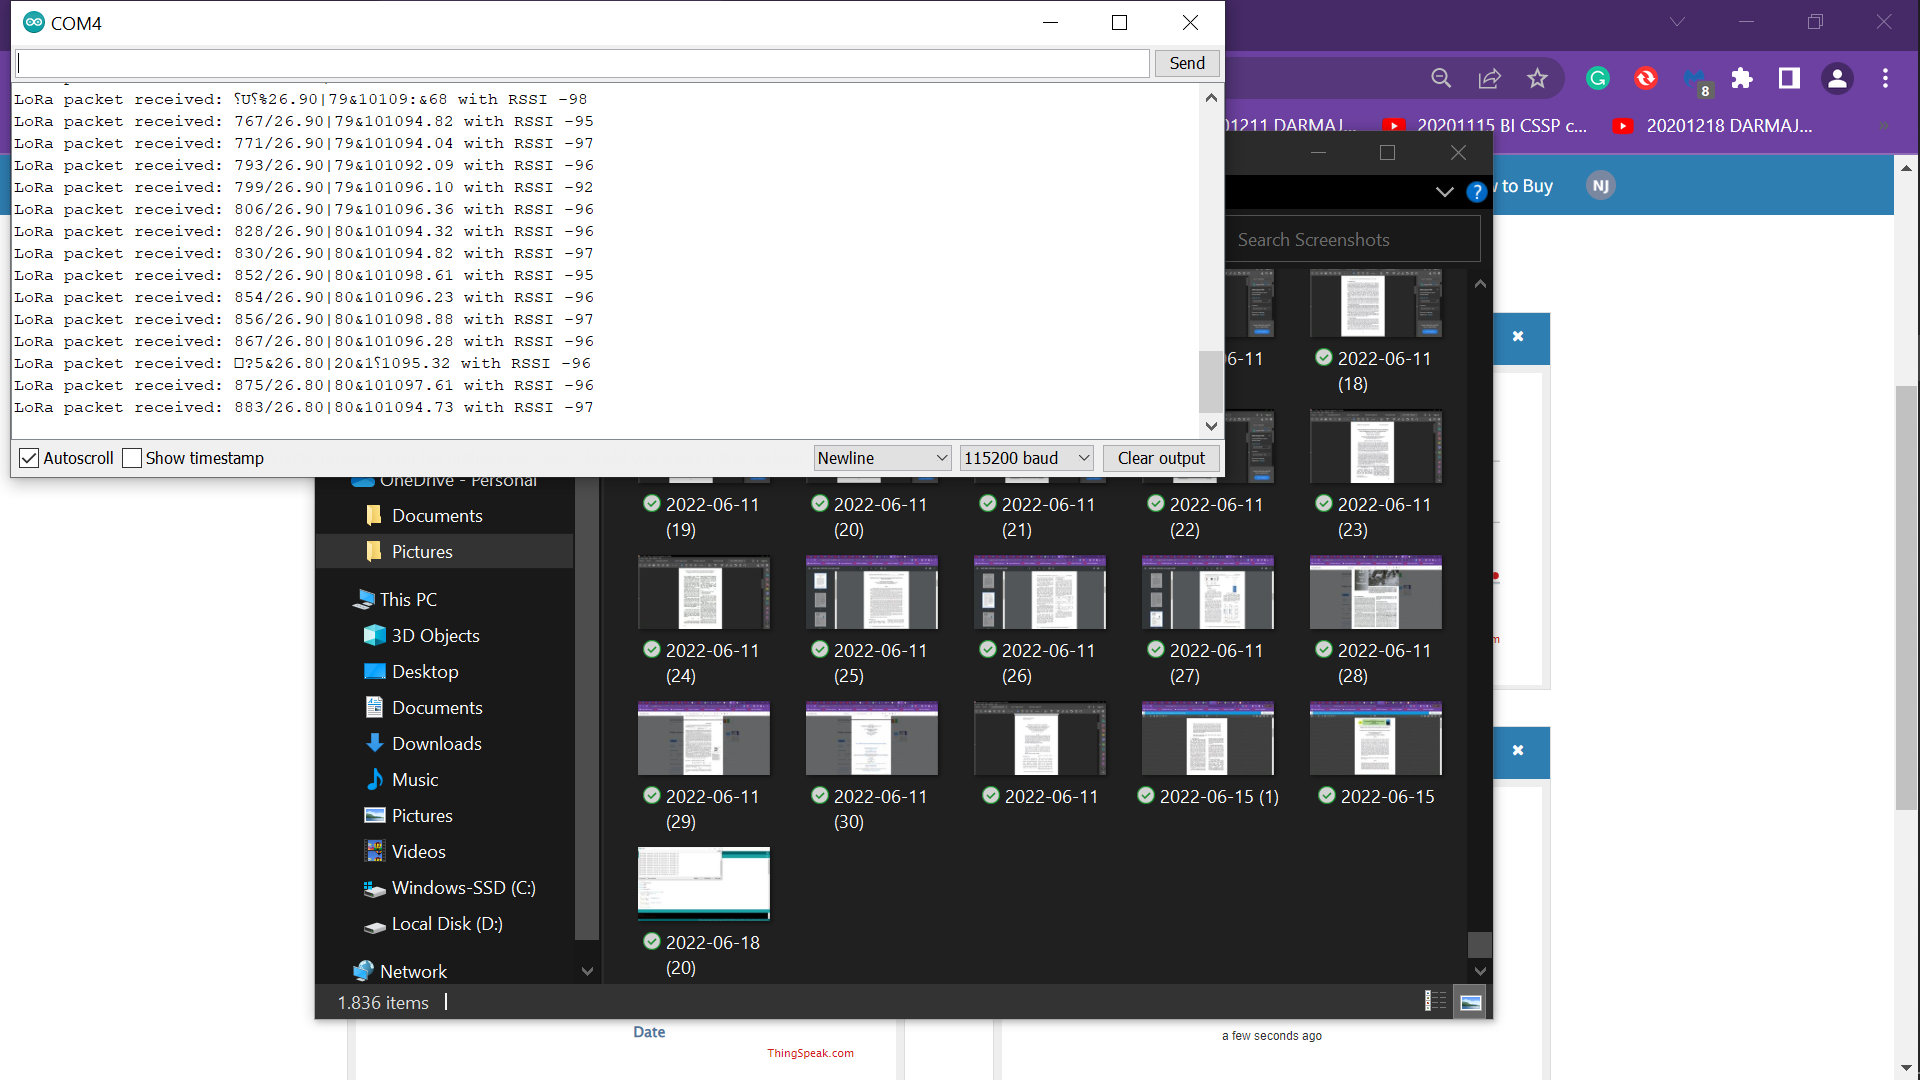 COM4
Send
LoRa packet received: ⸮U⸮%26.90|79&10109:&68 with RSSI -98
LoRa packet received: 767/26.90|79&101094.82 with RSSI -95
LoRa packet received: 771/26.90|79&101094.04 with RSSI -97
LoRa packet received: 793/26.90|79&101092.09 with RSSI -96
LoRa packet received: 799/26.90|79&101096.10 with RSSI -92
LoRa packet received: 806/26.90|79&101096.36 with RSSI -96
LoRa packet received: 828/26.90|80&101094.32 with RSSI -96
LoRa packet received: 830/26.90|80&101094.82 with RSSI -97
LoRa packet received: 852/26.90|80&101098.61 with RSSI -95
LoRa packet received: 854/26.90|80&101096.23 with RSSI -96
LoRa packet received: 856/26.90|80&101098.88 with RSSI -97
LoRa packet received: 867/26.80|80&101096.28 with RSSI -96
LoRa packet received: □?5&26.80|20&1⸮1095.32 with RSSI -96
LoRa packet received: 875/26.80|80&101097.61 with RSSI -96
LoRa packet received: 883/26.80|80&101094.73 with RSSI -97
Autoscroll Show timestamp Newline 115200 baud Clear output
8
01211 DARMAJ... 20201115 BI CSSP c... 20201218 DARMAJ... »
to Buy NJ
?
Search Screenshots
OneDrive - Personal
Documents
Pictures
This PC
3D Objects
Desktop
Documents
Downloads
Music
Pictures
Videos
Windows-SSD (C:)
Local Disk (D:)
Network
6-11 2022-06-11
(18)
2022-06-11 2022-06-11 2022-06-11 2022-06-11 2022-06-11
(19) (20) (21) (22) (23)
2022-06-11 2022-06-11 2022-06-11 2022-06-11 2022-06-11
(24) (25) (26) (27) (28)
2022-06-11 2022-06-11 2022-06-11 2022-06-15 (1) 2022-06-15
(29) (30)
2022-06-18
(20)
1.836 items
Date
ThingSpeak.com
a few seconds ago